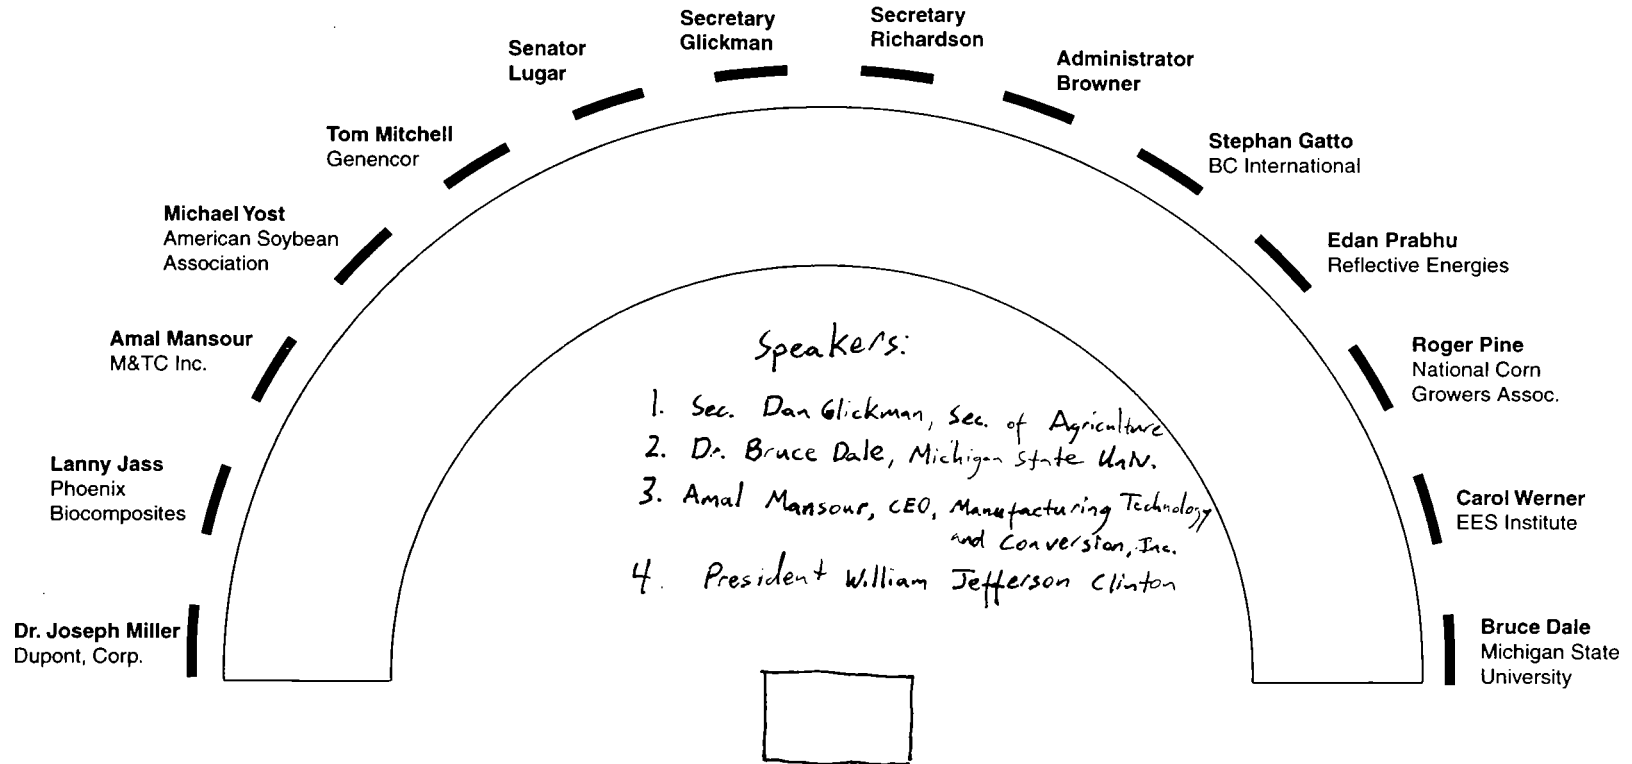 Secretary
Glickman
Secretary
Richardson
Senator
Lugar
Administrator
Browner
Tom Mitchell
Genencor
Stephan Gatto
BC International
Michael Yost
American Soybean
Association
Edan Prabhu
Reflective Energies
Amal Mansour
M&TC Inc.
Roger Pine
National Corn
Growers Assoc.
Lanny Jass
Phoenix
Biocomposites
Carol Werner
EES Institute
Dr. Joseph Miller
Dupont, Corp.
Bruce Dale
Michigan State
University
Speakers:
1. Sec. Dan Glickman, Sec. of Agriculture
2. Dr. Bruce Dale, Michigan State Univ.
3. Amal Mansour, CEO, Manufacturing Technology
and Conversion, Inc.
4. President William Jefferson Clinton